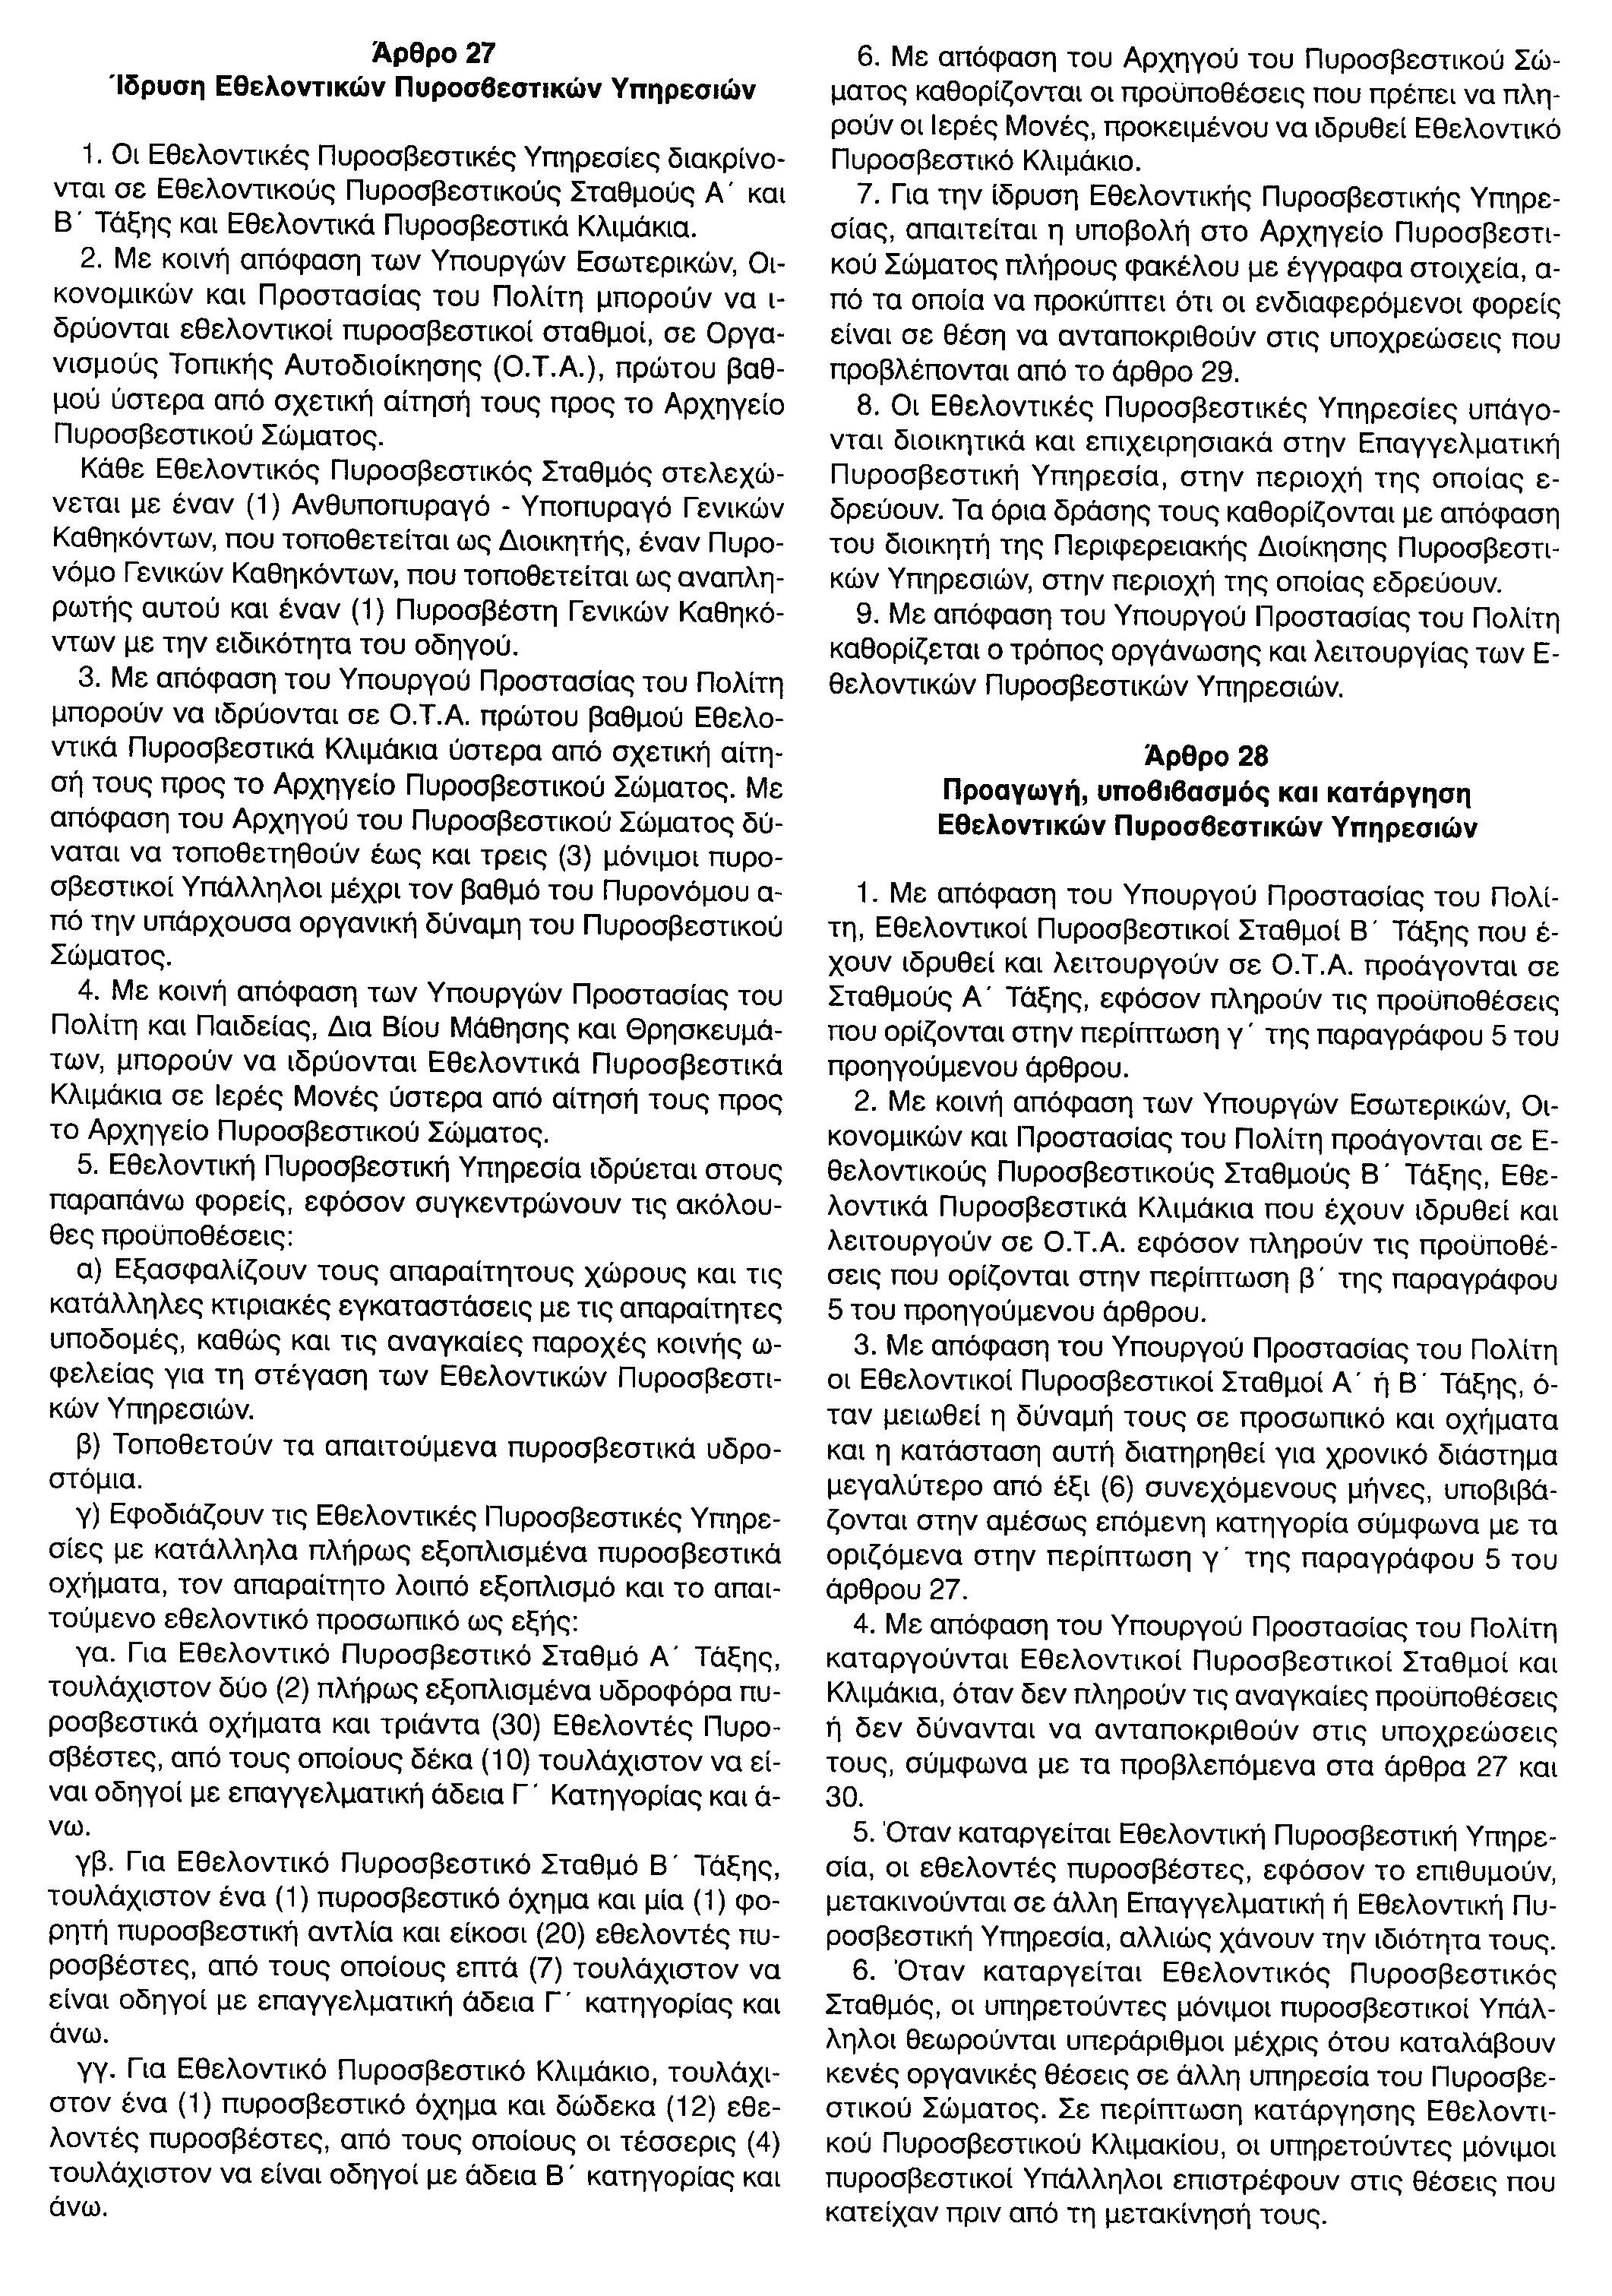 Άρθρο 27
Ίδρυση Εθελοντικών Πυροσβεστικών Υπηρεσιών
1. Οι Εθελοντικές Πυροσβεστικές Υπηρεσίες διακρίνο-
νται σε Εθελοντικούς Πυροσβεστικούς Σταθμούς Α΄ και
Β΄ Τάξης και Εθελοντικά Πυροσβεστικά Κλιμάκια.
2. Με κοινή απόφαση των Υπουργών Εσωτερικών, Οι-
κονομικών και Προστασίας του Πολίτη μπορούν να ι-
δρύονται εθελοντικοί πυροσβεστικοί σταθμοί, σε Οργα-
νισμούς Τοπικής Αυτοδιοίκησης (Ο.Τ.Α.), πρώτου βαθ-
μού ύστερα από σχετική αίτησή τους προς το Αρχηγείο
Πυροσβεστικού Σώματος.
Κάθε Εθελοντικός Πυροσβεστικός Σταθμός στελεχώ-
νεται με έναν (1) Ανθυποπυραγό - Υποπυραγό Γενικών
Καθηκόντων, που τοποθετείται ως Διοικητής, έναν Πυρο-
νόμο Γενικών Καθηκόντων, που τοποθετείται ως αναπλη-
ρωτής αυτού και έναν (1) Πυροσβέστη Γενικών Καθηκό-
ντων με την ειδικότητα του οδηγού.
3. Με απόφαση του Υπουργού Προστασίας του Πολίτη
μπορούν να ιδρύονται σε Ο.Τ.Α. πρώτου βαθμού Εθελο-
ντικά Πυροσβεστικά Κλιμάκια ύστερα από σχετική αίτη-
σή τους προς το Αρχηγείο Πυροσβεστικού Σώματος. Με
απόφαση του Αρχηγού του Πυροσβεστικού Σώματος δύ-
ναται να τοποθετηθούν έως και τρεις (3) μόνιμοι πυρο-
σβεστικοί Υπάλληλοι μέχρι τον βαθμό του Πυρονόμου α-
πό την υπάρχουσα οργανική δύναμη του Πυροσβεστικού
Σώματος.
4. Με κοινή απόφαση των Υπουργών Προστασίας του
Πολίτη και Παιδείας, Δια Βίου Μάθησης και Θρησκευμά-
των, μπορούν να ιδρύονται Εθελοντικά Πυροσβεστικά
Κλιμάκια σε Ιερές Μονές ύστερα από αίτησή τους προς
το Αρχηγείο Πυροσβεστικού Σώματος.
5. Εθελοντική Πυροσβεστική Υπηρεσία ιδρύεται στους
παραπάνω φορείς, εφόσον συγκεντρώνουν τις ακόλου-
θες προϋποθέσεις:
α) Εξασφαλίζουν τους απαραίτητους χώρους και τις
κατάλληλες κτιριακές εγκαταστάσεις με τις απαραίτητες
υποδομές, καθώς και τις αναγκαίες παροχές κοινής ω-
φελείας για τη στέγαση των Εθελοντικών Πυροσβεστι-
κών Υπηρεσιών.
β) Τοποθετούν τα απαιτούμενα πυροσβεστικά υδρο-
στόμια.
γ) Εφοδιάζουν τις Εθελοντικές Πυροσβεστικές Υπηρε-
σίες με κατάλληλα πλήρως εξοπλισμένα πυροσβεστικά
οχήματα, τον απαραίτητο λοιπό εξοπλισμό και το απαι-
τούμενο εθελοντικό προσωπικό ως εξής:
γα. Για Εθελοντικό Πυροσβεστικό Σταθμό Α΄ Τάξης,
τουλάχιστον δύο (2) πλήρως εξοπλισμένα υδροφόρα πυ-
ροσβεστικά οχήματα και τριάντα (30) Εθελοντές Πυρο-
σβέστες, από τους οποίους δέκα (10) τουλάχιστον να εί-
ναι οδηγοί με επαγγελματική άδεια Γ΄ Κατηγορίας και ά-
νω.
γβ. Για Εθελοντικό Πυροσβεστικό Σταθμό Β΄ Τάξης,
τουλάχιστον ένα (1) πυροσβεστικό όχημα και μία (1) φο-
ρητή πυροσβεστική αντλία και είκοσι (20) εθελοντές πυ-
ροσβέστες, από τους οποίους επτά (7) τουλάχιστον να
είναι οδηγοί με επαγγελματική άδεια Γ΄ κατηγορίας και
άνω.
γγ. Για Εθελοντικό Πυροσβεστικό Κλιμάκιο, τουλάχι-
στον ένα (1) πυροσβεστικό όχημα και δώδεκα (12) εθε-
λοντές πυροσβέστες, από τους οποίους οι τέσσερις (4)
τουλάχιστον να είναι οδηγοί με άδεια Β΄ κατηγορίας και
άνω.
6. Με απόφαση του Αρχηγού του Πυροσβεστικού Σώ-
ματος καθορίζονται οι προϋποθέσεις που πρέπει να πλη-
ρούν οι Ιερές Μονές, προκειμένου να ιδρυθεί Εθελοντικό
Πυροσβεστικό Κλιμάκιο.
7. Για την ίδρυση Εθελοντικής Πυροσβεστικής Υπηρε-
σίας, απαιτείται η υποβολή στο Αρχηγείο Πυροσβεστι-
κού Σώματος πλήρους φακέλου με έγγραφα στοιχεία, α-
πό τα οποία να προκύπτει ότι οι ενδιαφερόμενοι φορείς
είναι σε θέση να ανταποκριθούν στις υποχρεώσεις που
προβλέπονται από το άρθρο 29.
8. Οι Εθελοντικές Πυροσβεστικές Υπηρεσίες υπάγο-
νται διοικητικά και επιχειρησιακά στην Επαγγελματική
Πυροσβεστική Υπηρεσία, στην περιοχή της οποίας ε-
δρεύουν. Τα όρια δράσης τους καθορίζονται με απόφαση
του διοικητή της Περιφερειακής Διοίκησης Πυροσβεστι-
κών Υπηρεσιών, στην περιοχή της οποίας εδρεύουν.
9. Με απόφαση του Υπουργού Προστασίας του Πολίτη
καθορίζεται ο τρόπος οργάνωσης και λειτουργίας των Ε-
θελοντικών Πυροσβεστικών Υπηρεσιών.
Άρθρο 28
Προαγωγή, υποβιβασμός και κατάργηση
Εθελοντικών Πυροσβεστικών Υπηρεσιών
1. Με απόφαση του Υπουργού Προστασίας του Πολί-
τη, Εθελοντικοί Πυροσβεστικοί Σταθμοί Β΄ Τάξης που έ-
χουν ιδρυθεί και λειτουργούν σε Ο.Τ.Α. προάγονται σε
Σταθμούς Α΄ Τάξης, εφόσον πληρούν τις προϋποθέσεις
που ορίζονται στην περίπτωση γ΄ της παραγράφου 5 του
προηγούμενου άρθρου.
2. Με κοινή απόφαση των Υπουργών Εσωτερικών, Οι-
κονομικών και Προστασίας του Πολίτη προάγονται σε Ε-
θελοντικούς Πυροσβεστικούς Σταθμούς Β΄ Τάξης, Εθε-
λοντικά Πυροσβεστικά Κλιμάκια που έχουν ιδρυθεί και
λειτουργούν σε Ο.Τ.Α. εφόσον πληρούν τις προϋποθέ-
σεις που ορίζονται στην περίπτωση β΄ της παραγράφου
5 του προηγούμενου άρθρου.
3. Με απόφαση του Υπουργού Προστασίας του Πολίτη
οι Εθελοντικοί Πυροσβεστικοί Σταθμοί Α΄ ή Β΄ Τάξης, ό-
ταν μειωθεί η δύναμή τους σε προσωπικό και οχήματα
και η κατάσταση αυτή διατηρηθεί για χρονικό διάστημα
μεγαλύτερο από έξι (6) συνεχόμενους μήνες, υποβιβά-
ζονται στην αμέσως επόμενη κατηγορία σύμφωνα με τα
οριζόμενα στην περίπτωση γ΄ της παραγράφου 5 του
άρθρου 27.
4. Με απόφαση του Υπουργού Προστασίας του Πολίτη
καταργούνται Εθελοντικοί Πυροσβεστικοί Σταθμοί και
Κλιμάκια, όταν δεν πληρούν τις αναγκαίες προϋποθέσεις
ή δεν δύνανται να ανταποκριθούν στις υποχρεώσεις
τους, σύμφωνα με τα προβλεπόμενα στα άρθρα 27 και
30.
5. Όταν καταργείται Εθελοντική Πυροσβεστική Υπηρε-
σία, οι εθελοντές πυροσβέστες, εφόσον το επιθυμούν,
μετακινούνται σε άλλη Επαγγελματική ή Εθελοντική Πυ-
ροσβεστική Υπηρεσία, αλλιώς χάνουν την ιδιότητα τους.
6. Όταν καταργείται Εθελοντικός Πυροσβεστικός
Σταθμός, οι υπηρετούντες μόνιμοι πυροσβεστικοί Υπάλ-
ληλοι θεωρούνται υπεράριθμοι μέχρις ότου καταλάβουν
κενές οργανικές θέσεις σε άλλη υπηρεσία του Πυροσβε-
στικού Σώματος. Σε περίπτωση κατάργησης Εθελοντι-
κού Πυροσβεστικού Κλιμακίου, οι υπηρετούντες μόνιμοι
πυροσβεστικοί Υπάλληλοι επιστρέφουν στις θέσεις που
κατείχαν πριν από τη μετακίνησή τους.